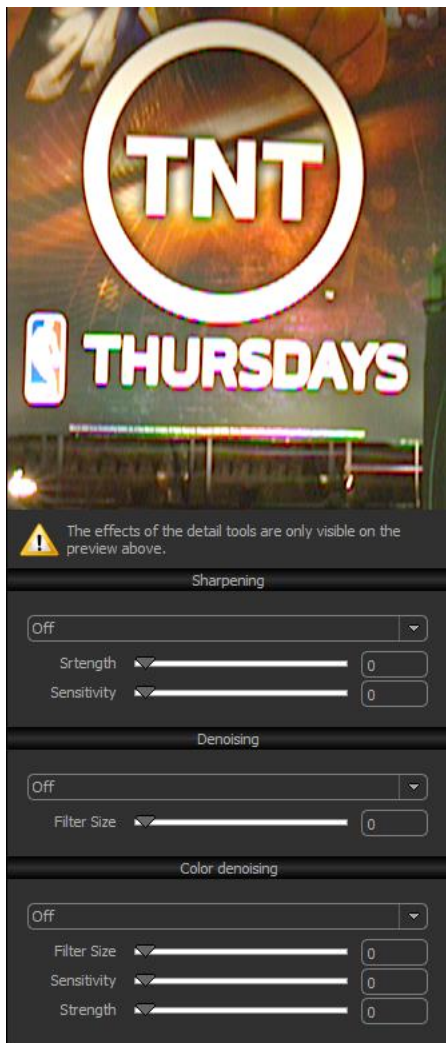 24
TNT
THURSDAYS
The effects of the detail tools are only visible on the
preview above.
Sharpening
Off
Srtength 0
Sensitivity 0
Denoising
Off
Filter Size 0
Color denoising
Off
Filter Size 0
Sensitivity 0
Strength 0